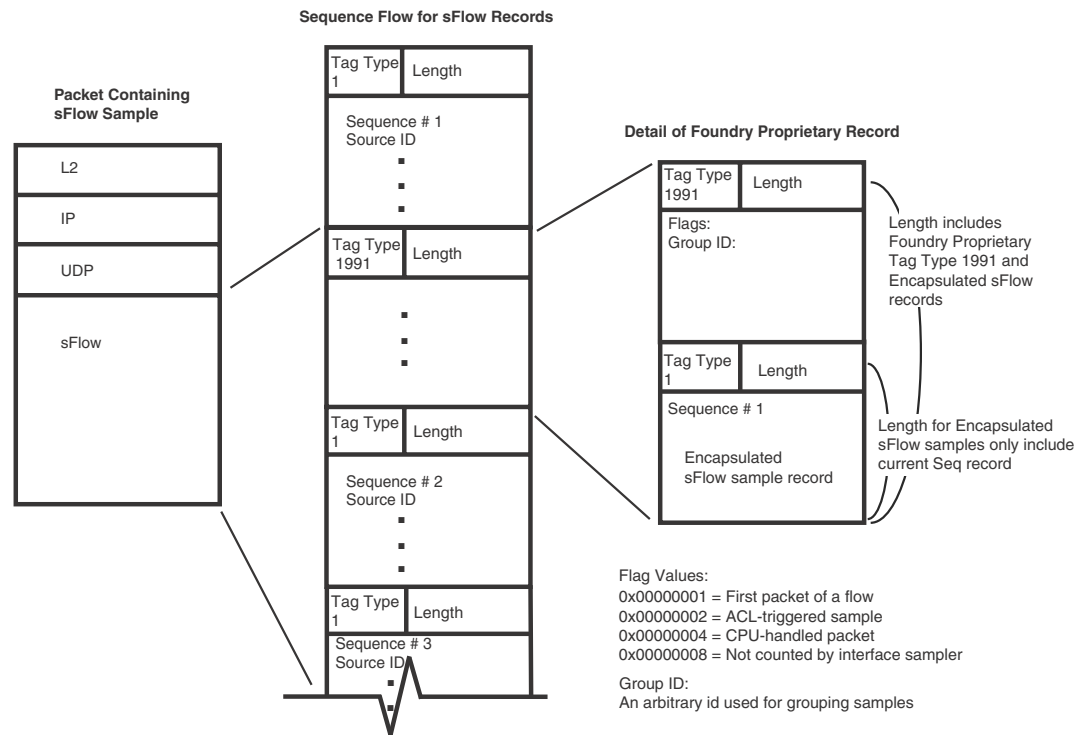 Sequence Flow for sFlow Records
Packet Containing
sFlow Sample
L2
IP
UDP
sFlow
Tag Type
1
Length
Sequence # 1
Source ID
Tag Type
1991
Length
Tag Type
1
Length
Sequence # 2
Source ID
Tag Type
1
Length
Sequence # 3
Source ID
Detail of Foundry Proprietary Record
Tag Type
1991
Length
Flags:
Group ID:
Tag Type
1
Length
Sequence # 1
Encapsulated
sFlow sample record
Length includes
Foundry Proprietary
Tag Type 1991 and
Encapsulated sFlow
records
Length for Encapsulated
sFlow samples only include
current Seq record
Flag Values:
0x00000001 = First packet of a flow
0x00000002 = ACL-triggered sample
0x00000004 = CPU-handled packet
0x00000008 = Not counted by interface sampler
Group ID:
An arbitrary id used for grouping samples